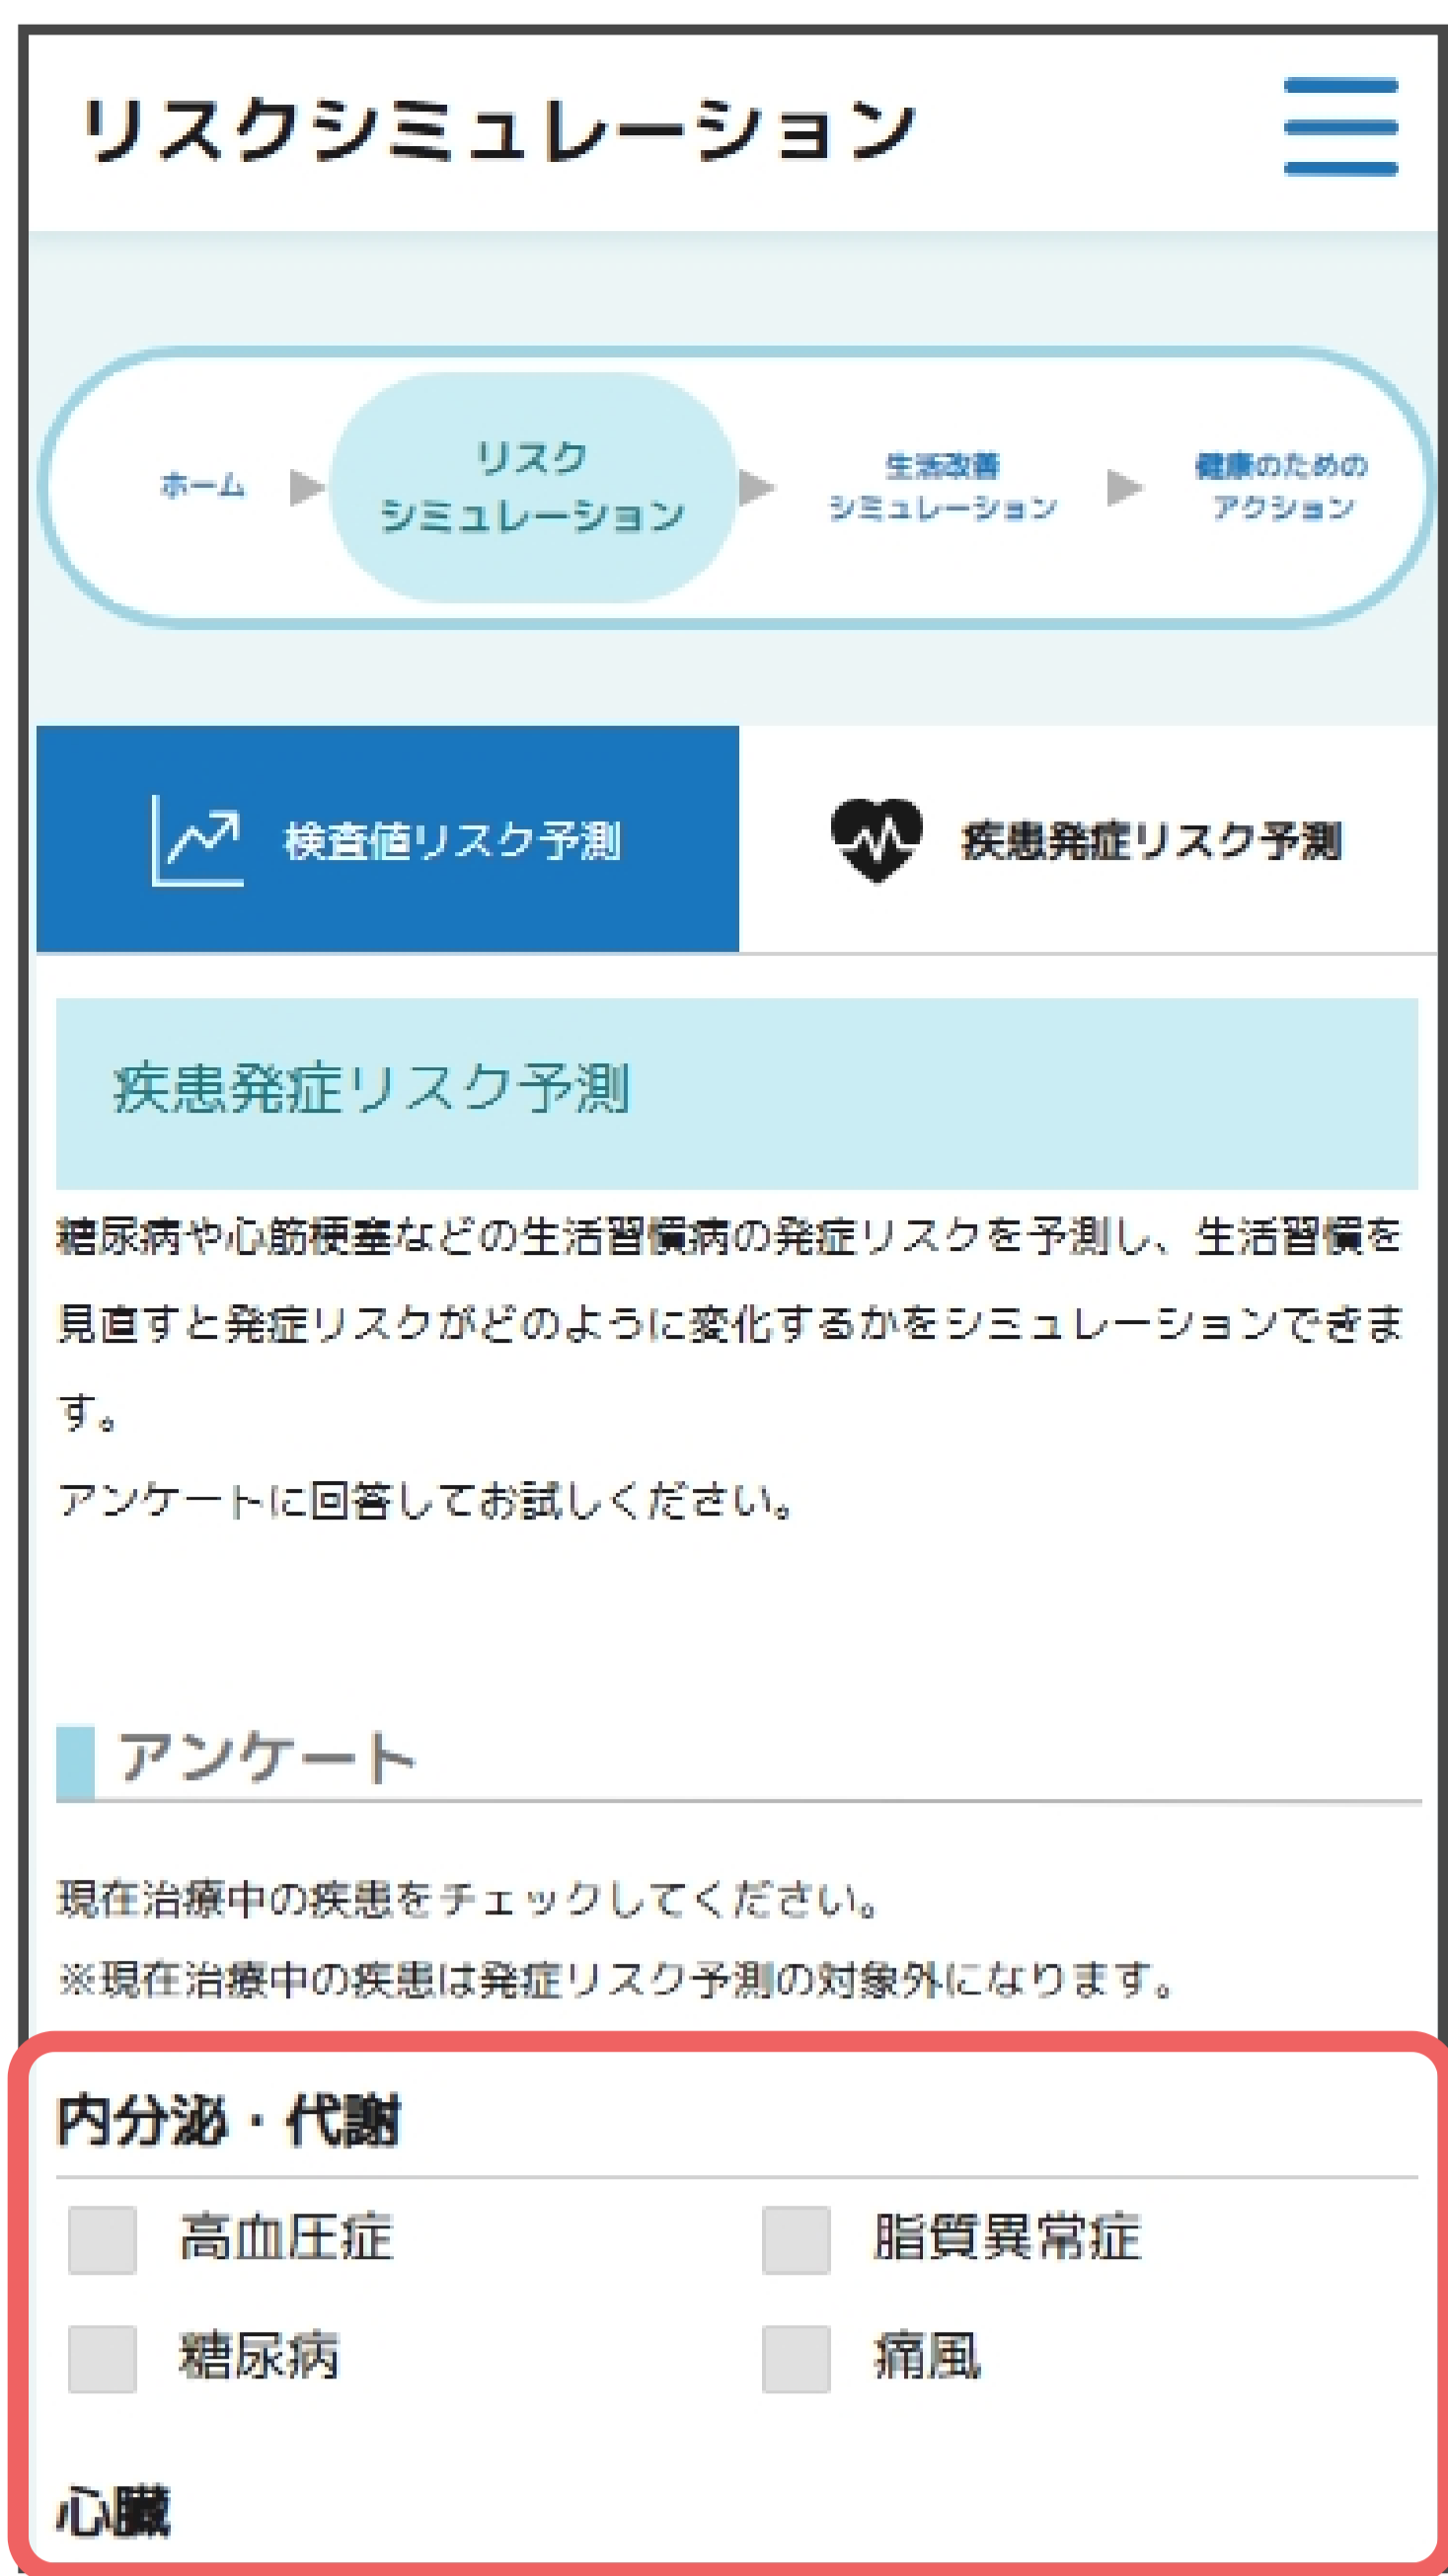 リスクシミュレーション
ホーム
リスク
シミュレーション
生活改善
シミュレーション
健康のための
アクション
検査値リスク予測
疾患発症リスク予測
疾患発症リスク予測
糖尿病や心筋梗塞などの生活習慣病の発症リスクを予測し、生活習慣を
見直すと発症リスクがどのように変化するかをシミュレーションできま
す。
アンケートに回答してお試しください。
アンケート
現在治療中の疾患をチェックしてください。
※現在治療中の疾患は発症リスク予測の対象外になります。
内分泌・代謝
高血圧症
脂質異常症
糖尿病
痛風
心臓